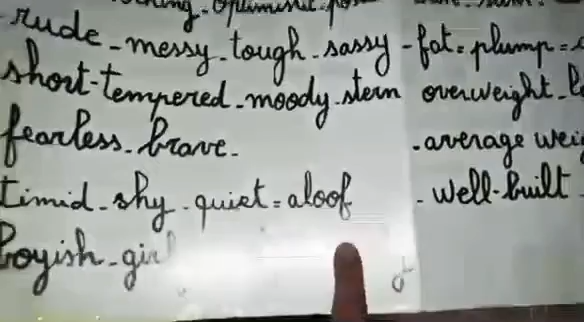 optimistic
rude - messy - tough - sassy
short-tempered - moody - stern
fearless - brave -
timid - shy - quiet = aloof
boyish
- fat = plump =
overweight -
- average
- well-built